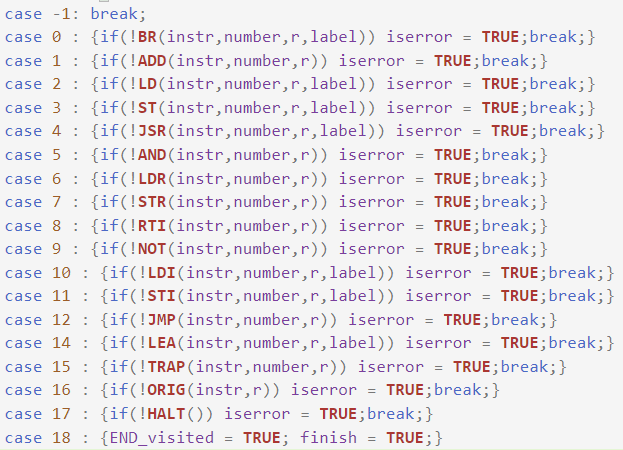 case -1: break;
case 0 : {if(!BR(instr,number,r,label)) iserror = TRUE;break;}
case 1 : {if(!ADD(instr,number,r)) iserror = TRUE;break;}
case 2 : {if(!LD(instr,number,r,label)) iserror = TRUE;break;}
case 3 : {if(!ST(instr,number,r,label)) iserror = TRUE;break;}
case 4 : {if(!JSR(instr,number,r,label)) iserror = TRUE;break;}
case 5 : {if(!AND(instr,number,r)) iserror = TRUE;break;}
case 6 : {if(!LDR(instr,number,r)) iserror = TRUE;break;}
case 7 : {if(!STR(instr,number,r)) iserror = TRUE;break;}
case 8 : {if(!RTI(instr,number,r)) iserror = TRUE;break;}
case 9 : {if(!NOT(instr,number,r)) iserror = TRUE;break;}
case 10 : {if(!LDI(instr,number,r,label)) iserror = TRUE;break;}
case 11 : {if(!STI(instr,number,r,label)) iserror = TRUE;break;}
case 12 : {if(!JMP(instr,number,r)) iserror = TRUE;break;}
case 14 : {if(!LEA(instr,number,r,label)) iserror = TRUE;break;}
case 15 : {if(!TRAP(instr,number,r)) iserror = TRUE;break;}
case 16 : {if(!ORIG(instr,r)) iserror = TRUE;break;}
case 17 : {if(!HALT()) iserror = TRUE;break;}
case 18 : {END_visited = TRUE; finish = TRUE;}